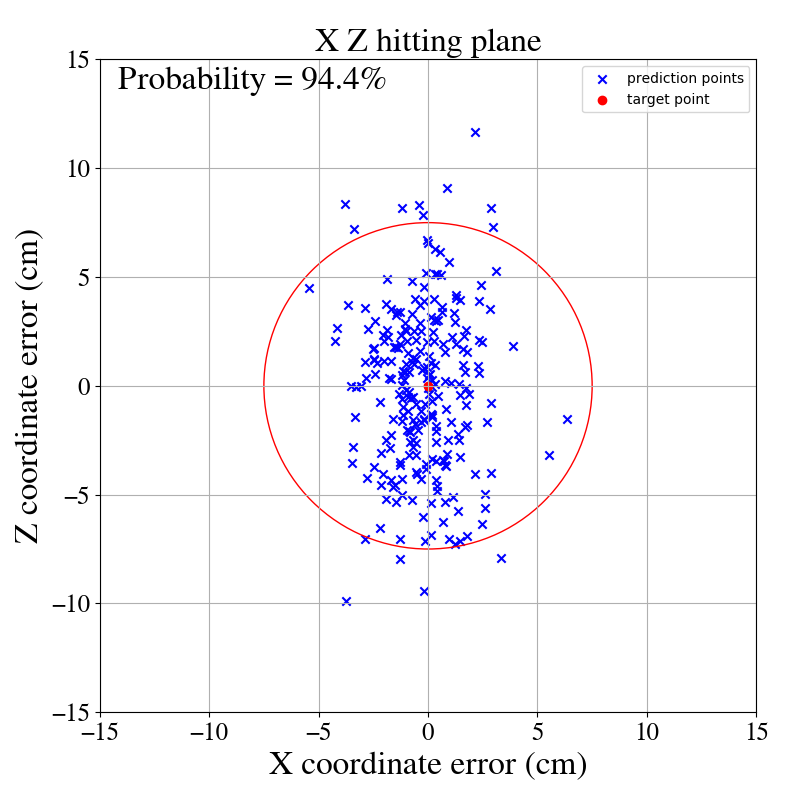 X Z hitting plane
Probability = 94.4%
prediction points
target point
Z coordinate error (cm)
15
10
5
0
−5
−10
−15
−15
−10
−5
0
5
10
15
X coordinate error (cm)